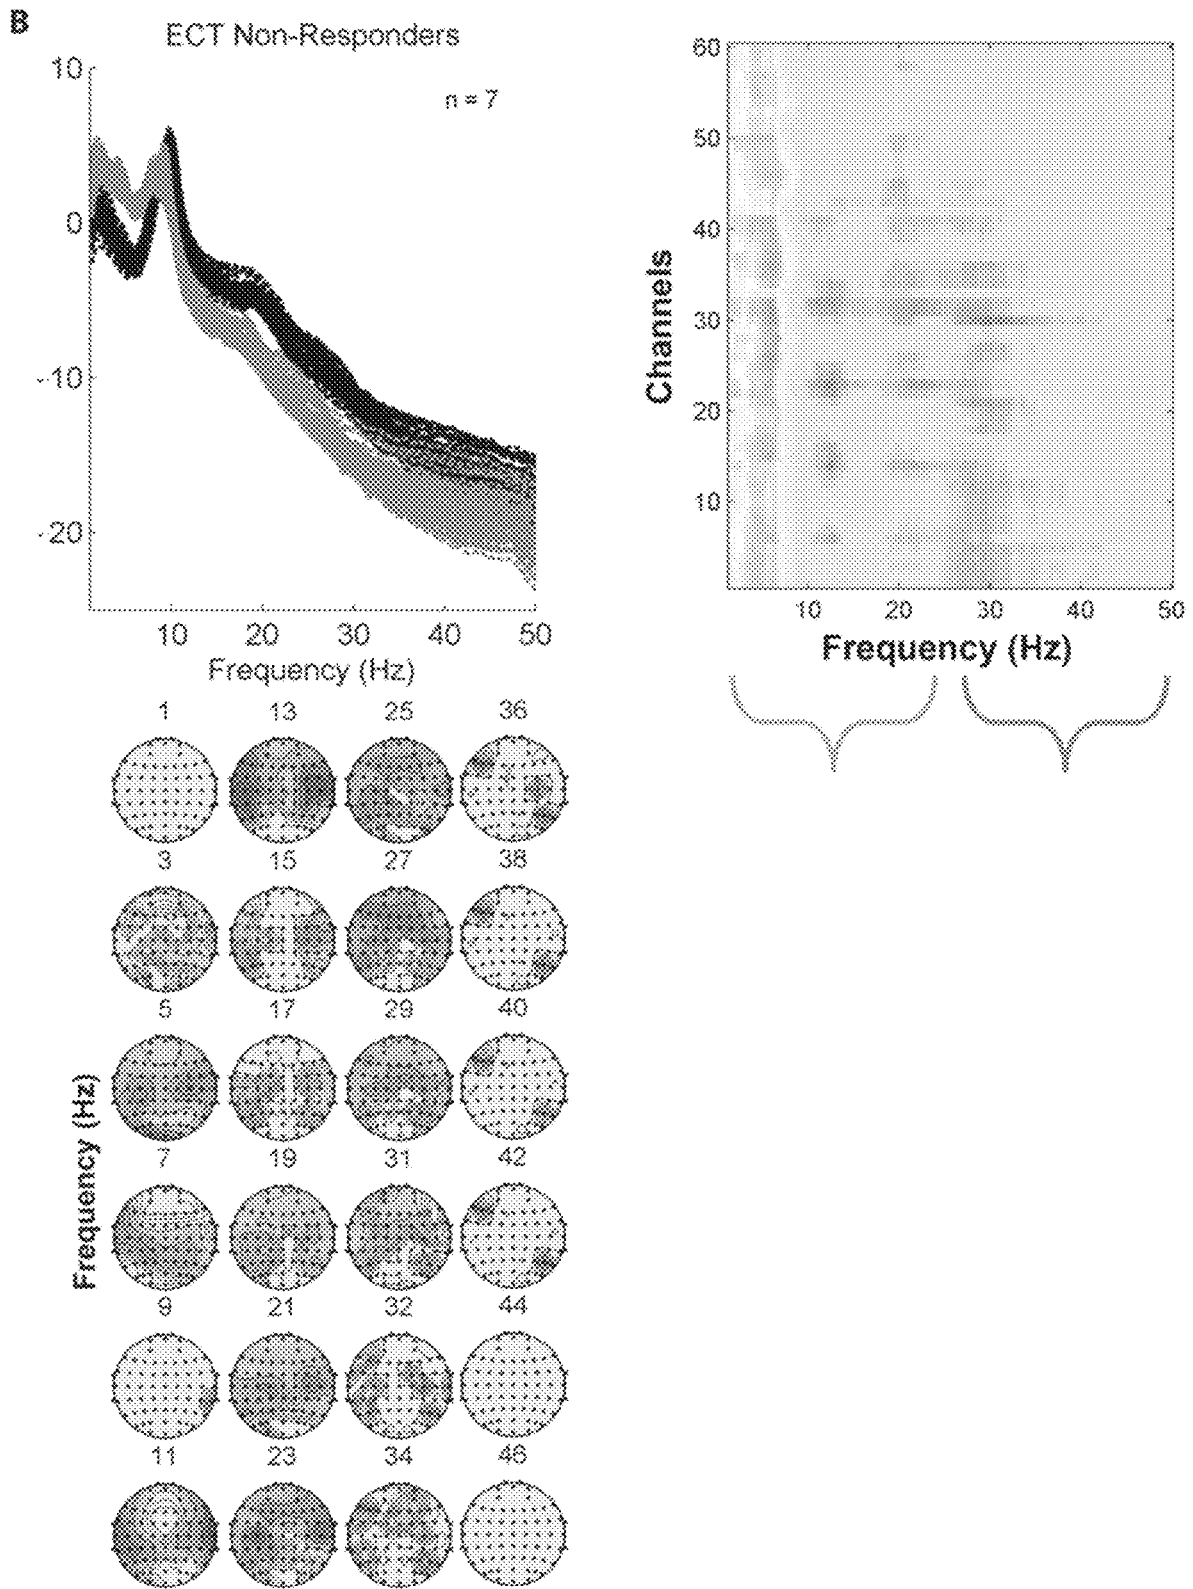 B
ECT Non-Responders
n = 7
10
0
-10
-20
10 20 30 40 50
Frequency (Hz)
60
50
40
30
20
10
Channels
10 20 30 40 50
Frequency (Hz)
1 13 25 36
3 15 27 38
5 17 29 40
7 19 31 42
9 21 32 44
11 23 34 46
Frequency (Hz)